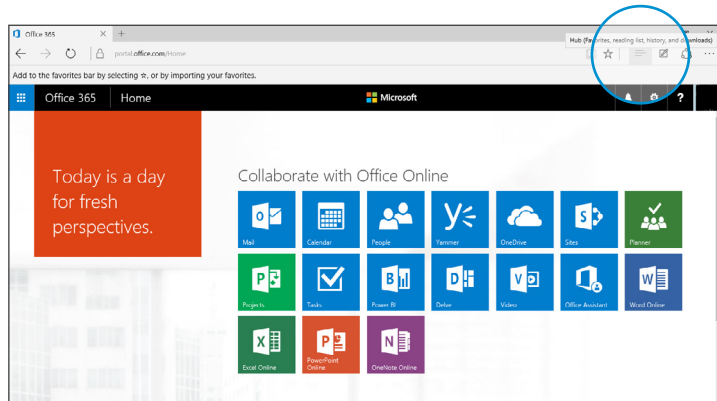 Office 365
Hub (Favorites, reading list, history, and downloads)
portal.office.com/Home
Add to the favorites bar by selecting ☆, or by importing your favorites.
Office 365 Home
Microsoft
?
Today is a day
for fresh
perspectives.
Collaborate with Office Online
Mail Calendar People Yammer OneDrive Sites Planner
Projects Tasks Power BI Delve Video Office Assistant Word Online
Excel Online PowerPoint Online OneNote Online